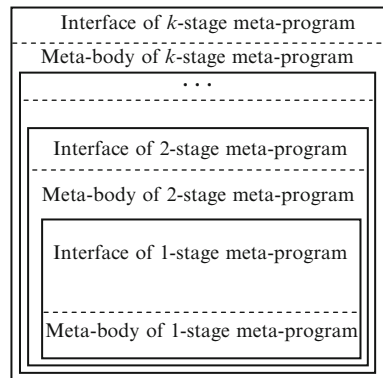 Interface of k-stage meta-program
Meta-body of k-stage meta-program
...
Interface of 2-stage meta-program
Meta-body of 2-stage meta-program
Interface of 1-stage meta-program
Meta-body of 1-stage meta-program